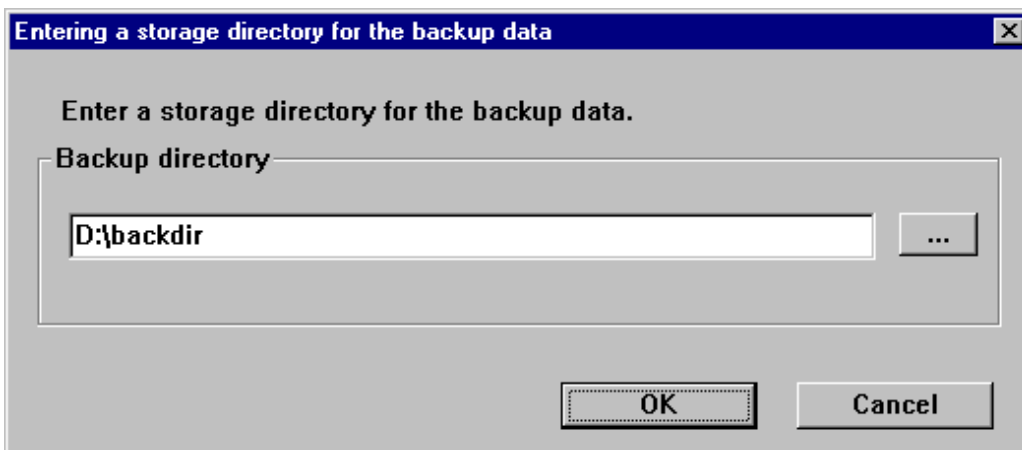 Entering a storage directory for the backup data
Enter a storage directory for the backup data.
Backup directory
D:\backdir
...
OK
Cancel